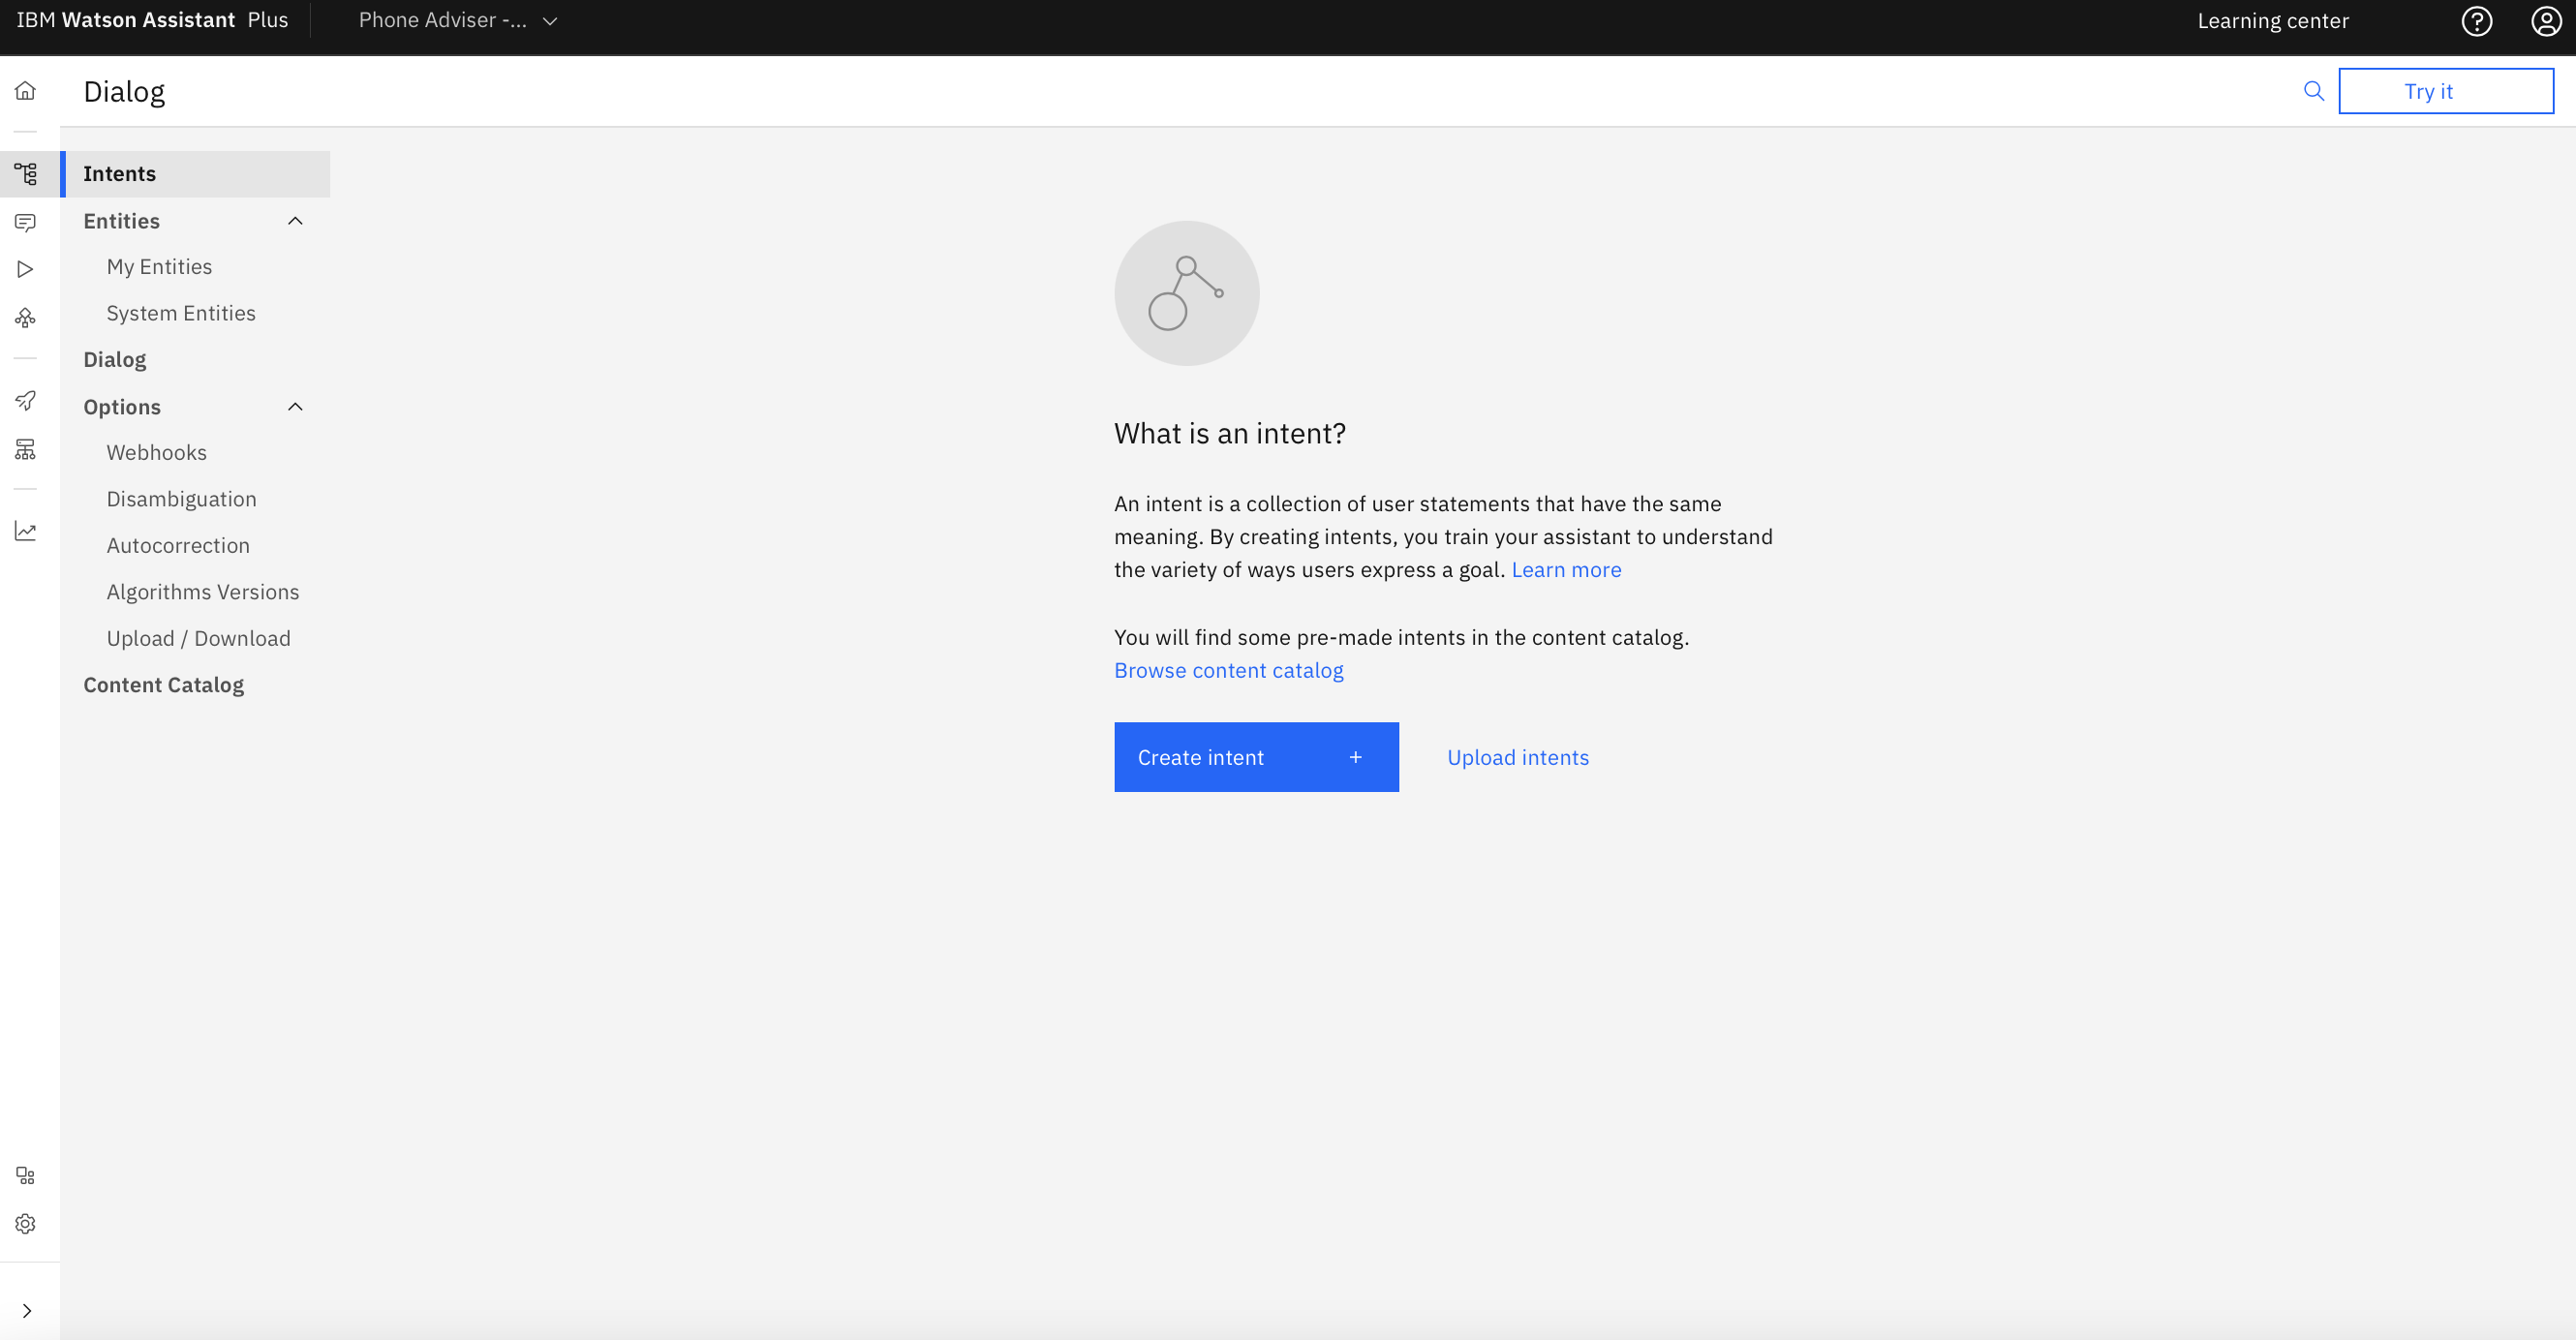 IBM Watson Assistant Plus
Phone Adviser -...
Learning center
Dialog
Try it
Intents
Entities
My Entities
System Entities
Dialog
Options
Webhooks
Disambiguation
Autocorrection
Algorithms Versions
Upload / Download
Content Catalog
What is an intent?
An intent is a collection of user statements that have the same
meaning. By creating intents, you train your assistant to understand
the variety of ways users express a goal. Learn more
You will find some pre-made intents in the content catalog.
Browse content catalog
Create intent +
Upload intents